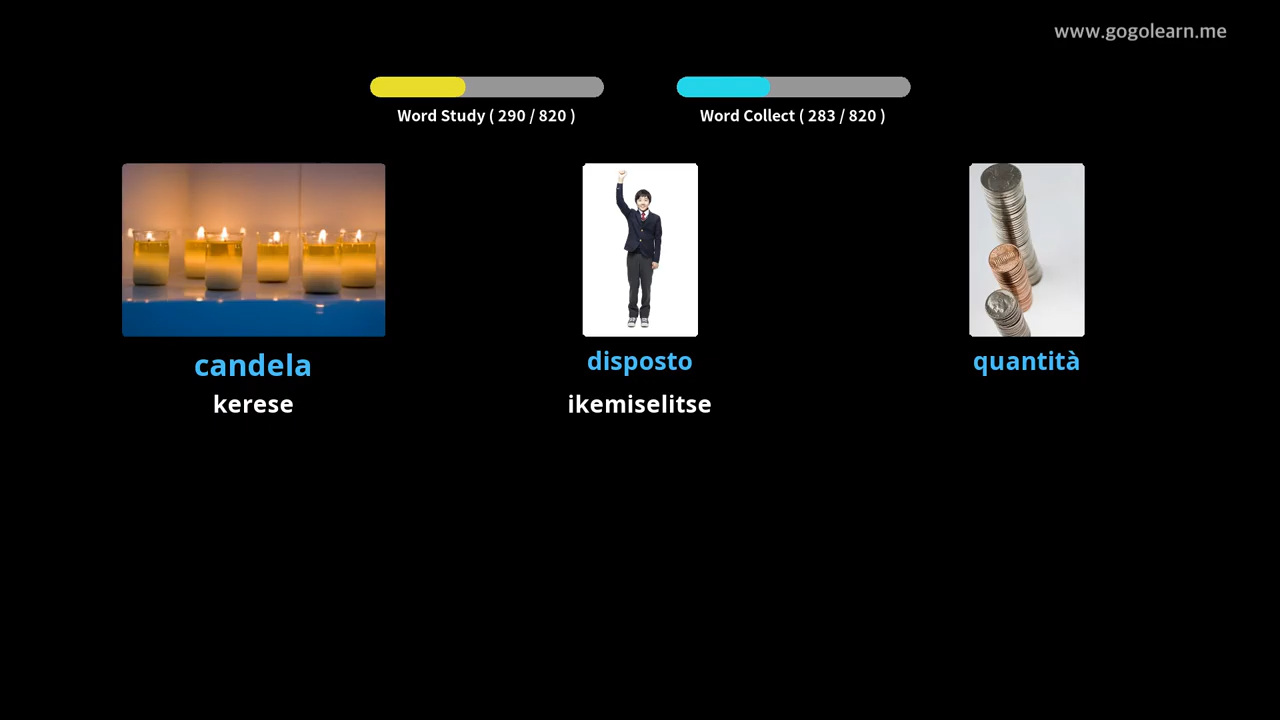 www.gogolearn.me
Word Study ( 290 / 820 )
Word Collect ( 283 / 820 )
candela
kerese
disposto
ikemiselitse
quantità